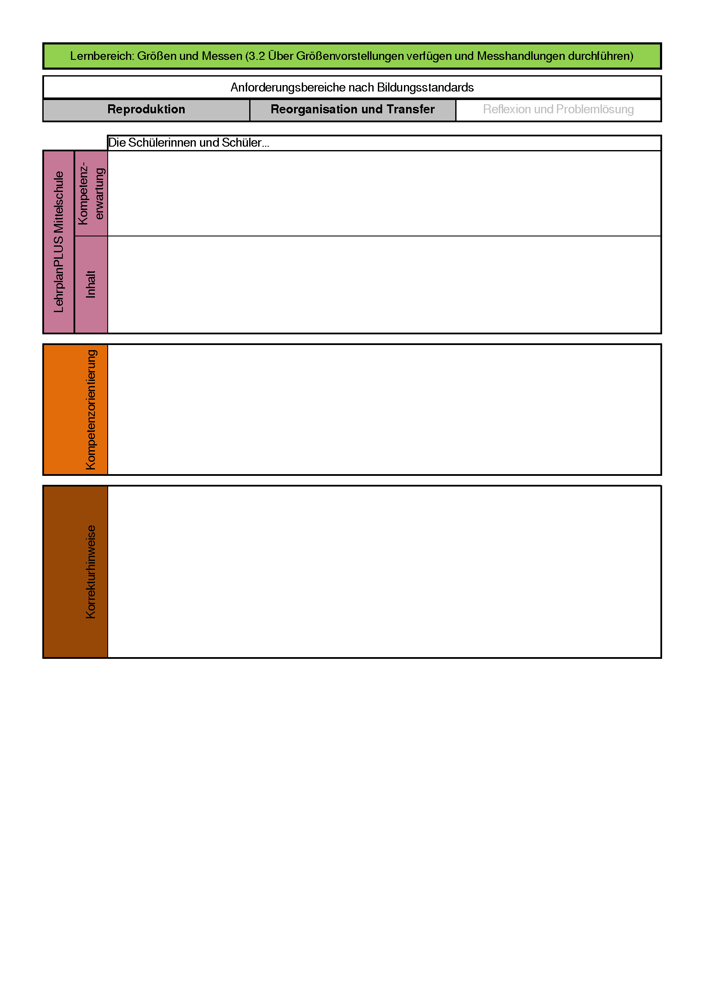 Lernbereich: Größen und Messen (3.2 Über Größenvorstellungen verfügen und Messhandlungen durchführen)
Anforderungsbereiche nach Bildungsstandards
Reproduktion
Reorganisation und Transfer
Reflexion und Problemlösung
Die Schülerinnen und Schüler...
LehrplanPLUS Mittelschule
Kompetenz-
erwartung
Inhalt
Kompetenzorientierung
Korrekturhinweise